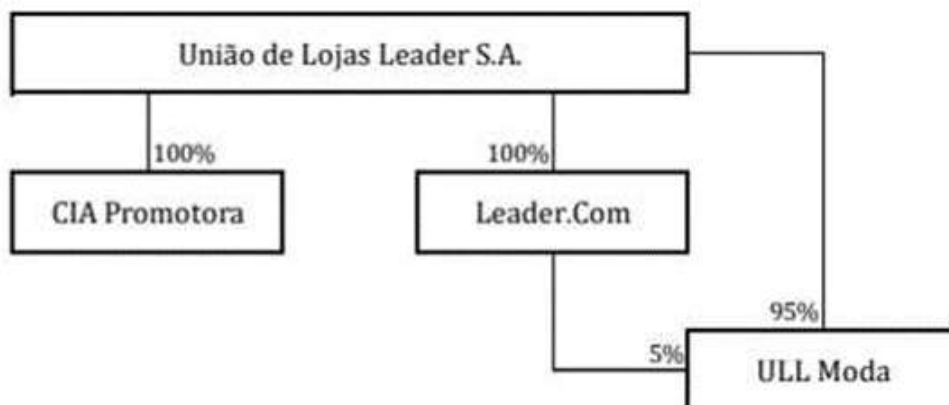 União de Lojas Leader S.A.
100%
100%
CIA Promotora
Leader.Com
95%
5%
ULL Moda